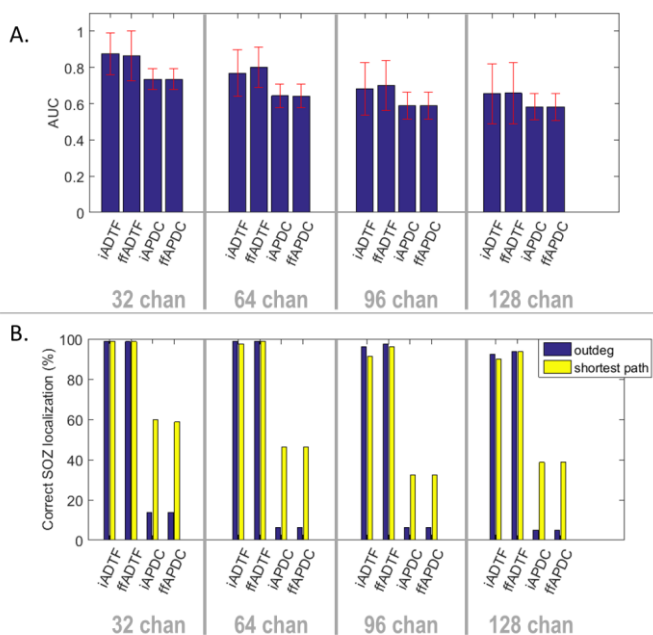 A.
AUC
1
0.8
0.6
0.4
0.2
0
iADTF ffADTF iAPDC ffAPDC iADTF ffADTF iAPDC ffAPDC iADTF ffADTF iAPDC ffAPDC iADTF ffADTF iAPDC ffAPDC
32 chan 64 chan 96 chan 128 chan
B.
Correct SOZ localization (%)
100
80
60
40
20
0
outdeg
shortest path
iADTF ffADTF iAPDC ffAPDC iADTF ffADTF iAPDC ffAPDC iADTF ffADTF iAPDC ffAPDC iADTF ffADTF iAPDC ffAPDC
32 chan 64 chan 96 chan 128 chan